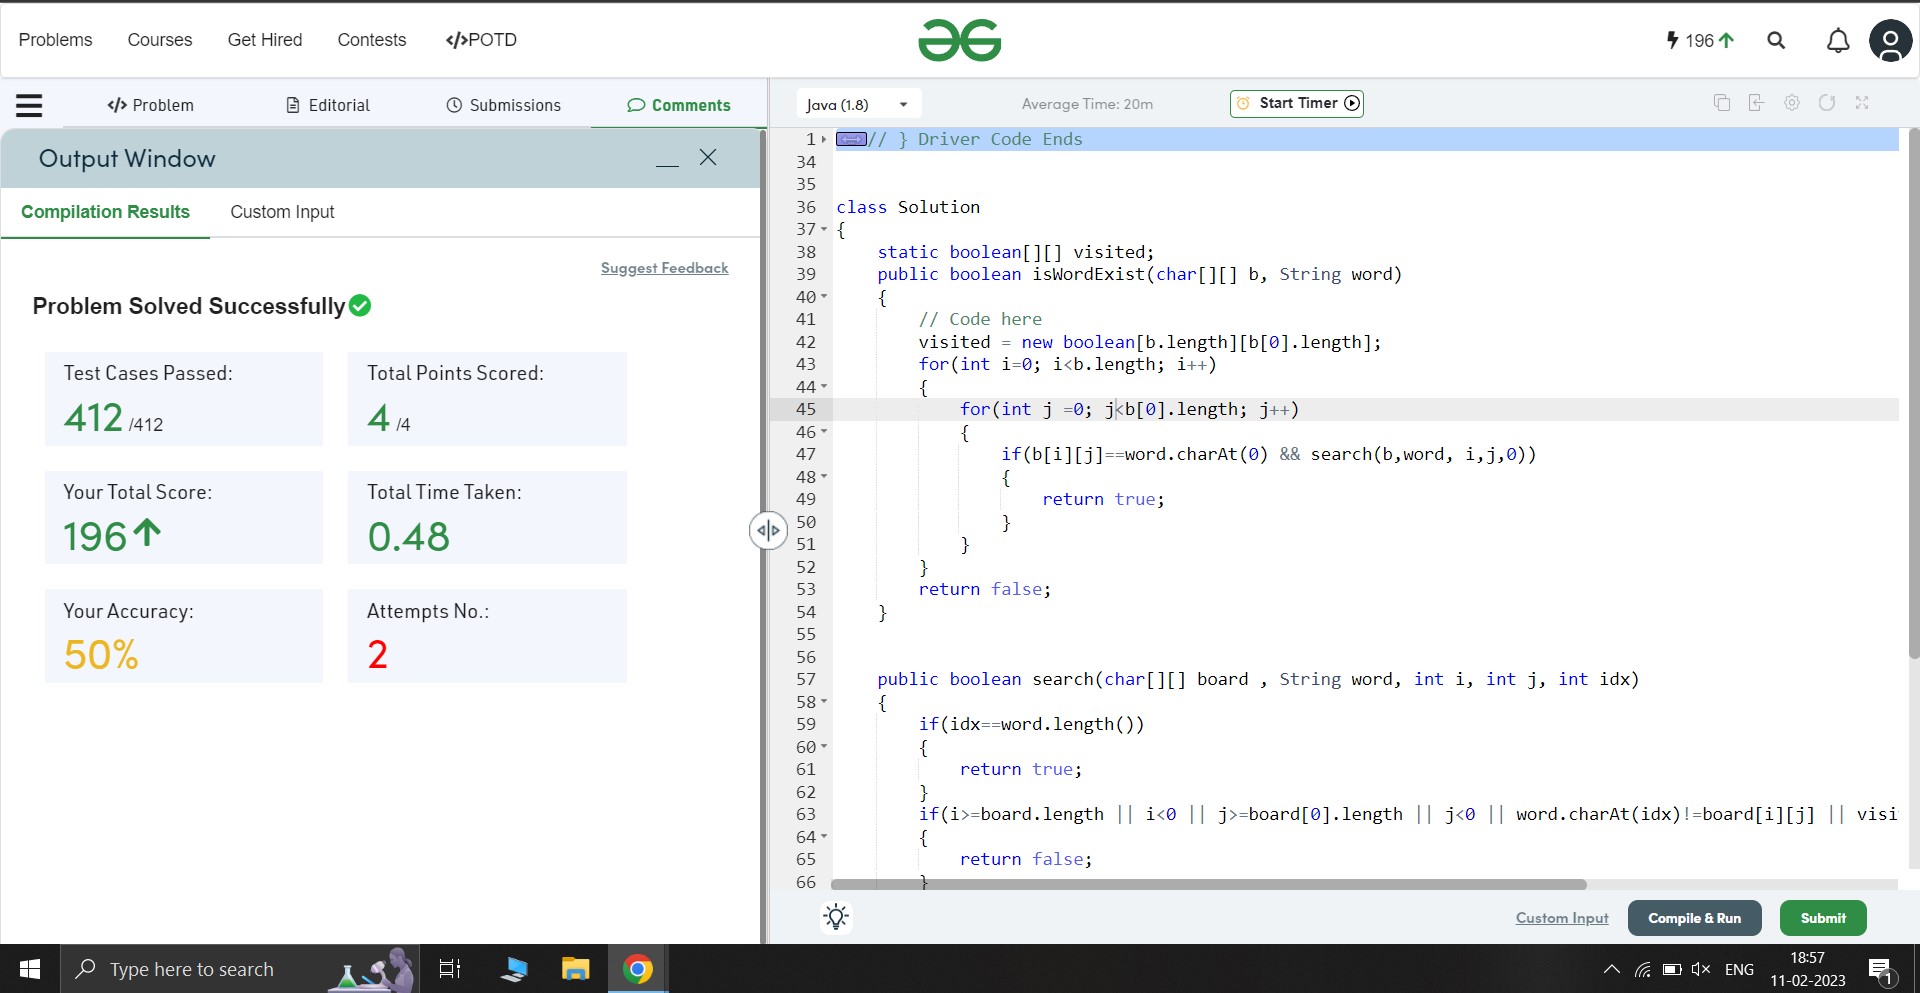 Problems Courses Get Hired Contests </>POTD 196
Problem Editorial Submissions Comments
Output Window
Compilation Results Custom Input
Suggest Feedback
Problem Solved Successfully
Test Cases Passed: Total Points Scored:
412 /412 4 /4
Your Total Score: Total Time Taken:
196 0.48
Your Accuracy: Attempts No.:
50% 2
Java (1.8) Average Time: 20m Start Timer
1 // } Driver Code Ends
34
35
36 class Solution
37 {
38 static boolean[][] visited;
39 public boolean isWordExist(char[][] b, String word)
40 {
41 // Code here
42 visited = new boolean[b.length][b[0].length];
43 for(int i=0; i<b.length; i++)
44 {
45 for(int j =0; j<b[0].length; j++)
46 {
47 if(b[i][j]==word.charAt(0) && search(b,word, i,j,0))
48 {
49 return true;
50 }
51 }
52 }
53 return false;
54 }
55
56
57 public boolean search(char[][] board , String word, int i, int j, int idx)
58 {
59 if(idx==word.length())
60 {
61 return true;
62 }
63 if(i>=board.length || i<0 || j>=board[0].length || j<0 || word.charAt(idx)!=board[i][j] || visi
64 {
65 return false;
66 }
Custom Input Compile & Run Submit
Type here to search ENG 18:57
11-02-2023 1